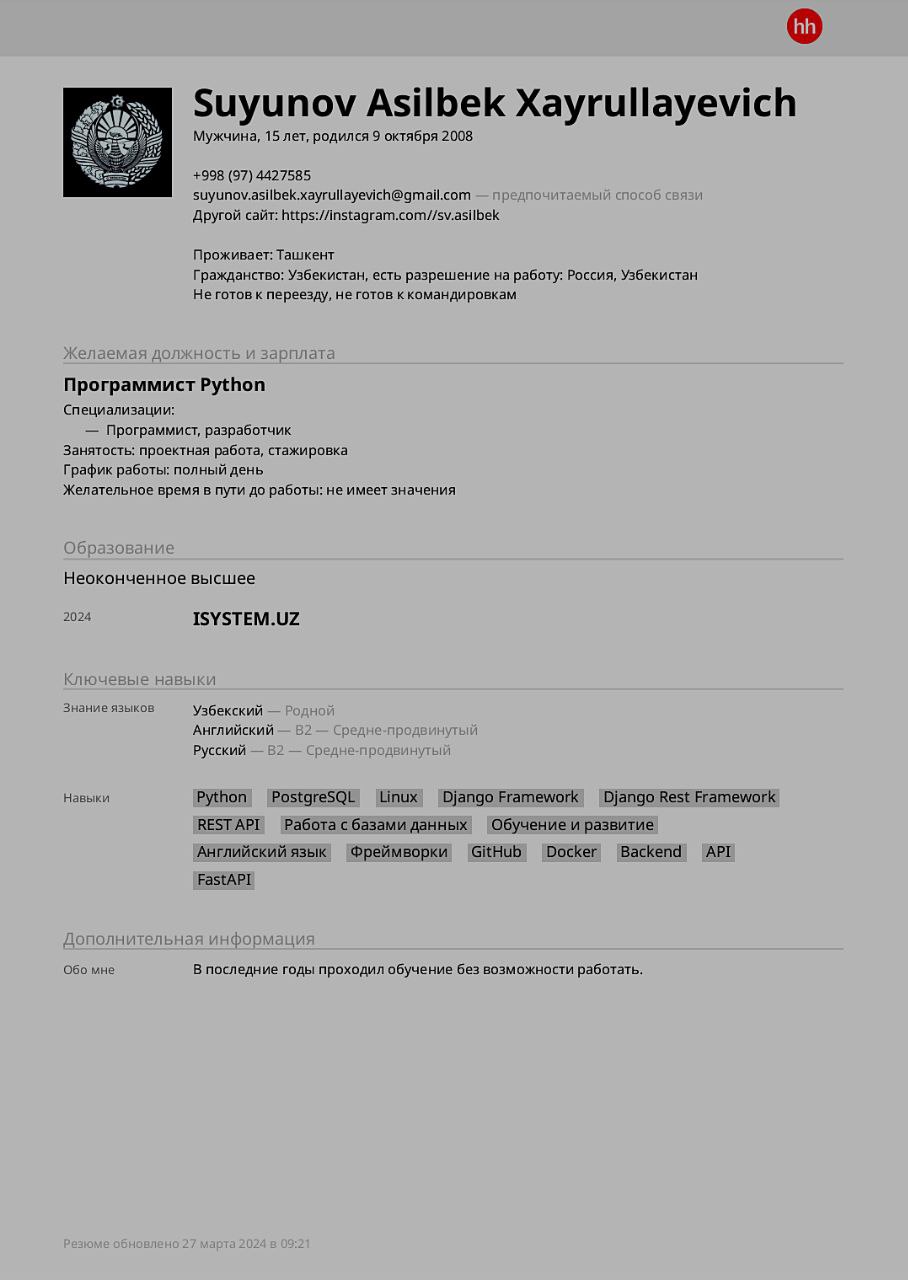 hh
Suyunov Asilbek Xayrullayevich
Мужчина, 15 лет, родился 9 октября 2008
+998 (97) 4427585
suyunov.asilbek.xayrullayevich@gmail.com — предпочитаемый способ связи
Другой сайт: https://instagram.com//sv.asilbek
Проживает: Ташкент
Гражданство: Узбекистан, есть разрешение на работу: Россия, Узбекистан
Не готов к переезду, не готов к командировкам
Желаемая должность и зарплата
Программист Python
Специализации:
— Программист, разработчик
Занятость: проектная работа, стажировка
График работы: полный день
Желательное время в пути до работы: не имеет значения
Образование
Неоконченное высшее
2024 ISYSTEM.UZ
Ключевые навыки
Знание языков Узбекский — Родной
Английский — B2 — Средне-продвинутый
Русский — B2 — Средне-продвинутый
Навыки Python PostgreSQL Linux Django Framework Django Rest Framework
REST API Работа с базами данных Обучение и развитие
Английский язык Фреймворки GitHub Docker Backend API
FastAPI
Дополнительная информация
Обо мне В последние годы проходил обучение без возможности работать.
Резюме обновлено 27 марта 2024 в 09:21